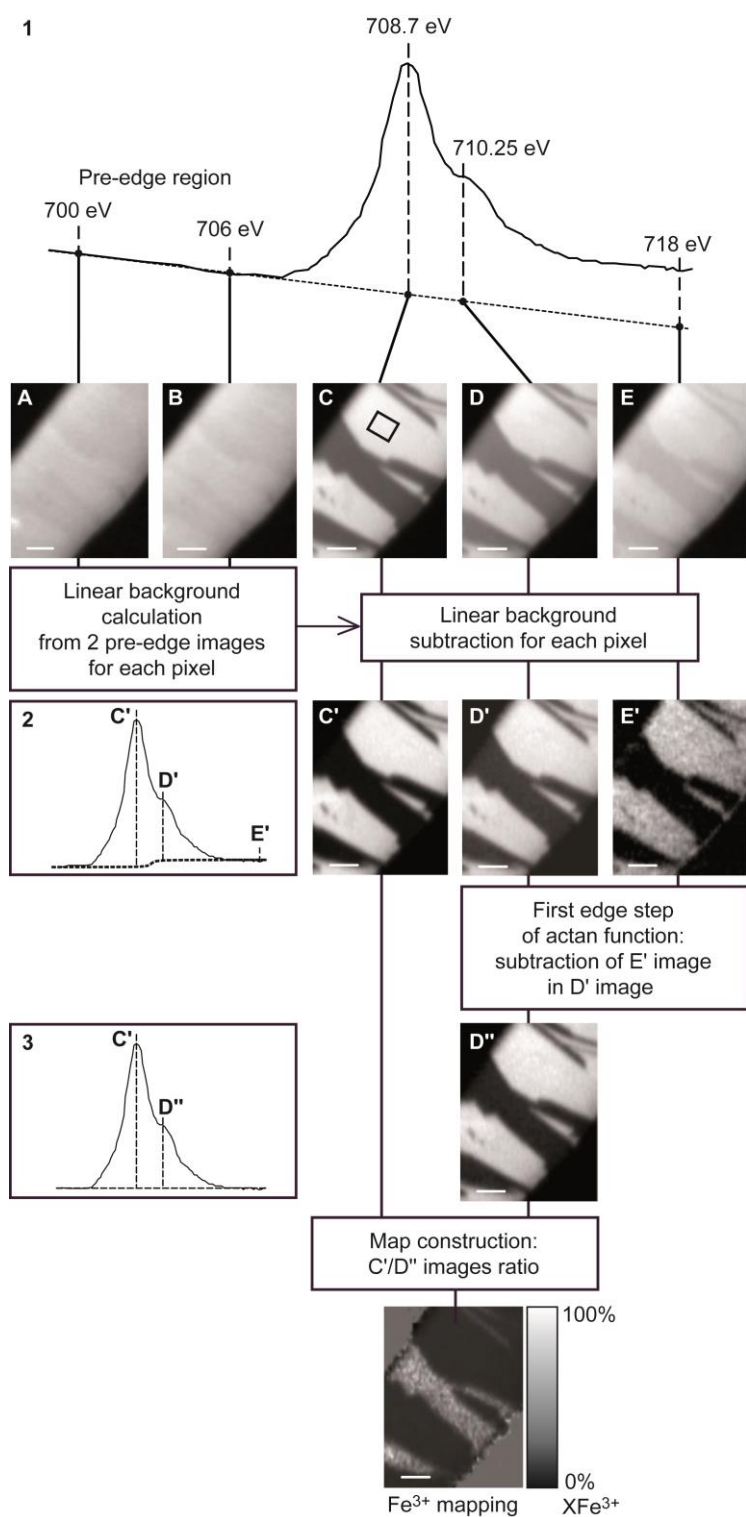 1
708.7 eV
710.25 eV
Pre-edge region
700 eV
706 eV
718 eV
A
B
C
D
E
Linear background
calculation
from 2 pre-edge images
for each pixel
Linear background
subtraction for each pixel
2
C'
D'
E'
C'
D'
E'
First edge step
of actan function:
subtraction of E' image
in D' image
3
C'
D"
D"
Map construction:
C'/D" images ratio
100%
0%
Fe³⁺ mapping
XFe³⁺